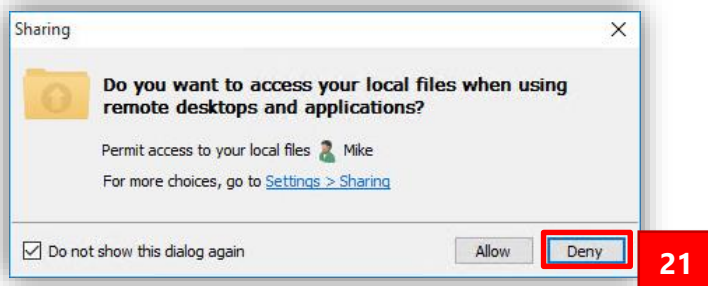 Sharing
Do you want to access your local files when using
remote desktops and applications?
Permit access to your local files Mike
For more choices, go to Settings > Sharing
Do not show this dialog again Allow Deny
21